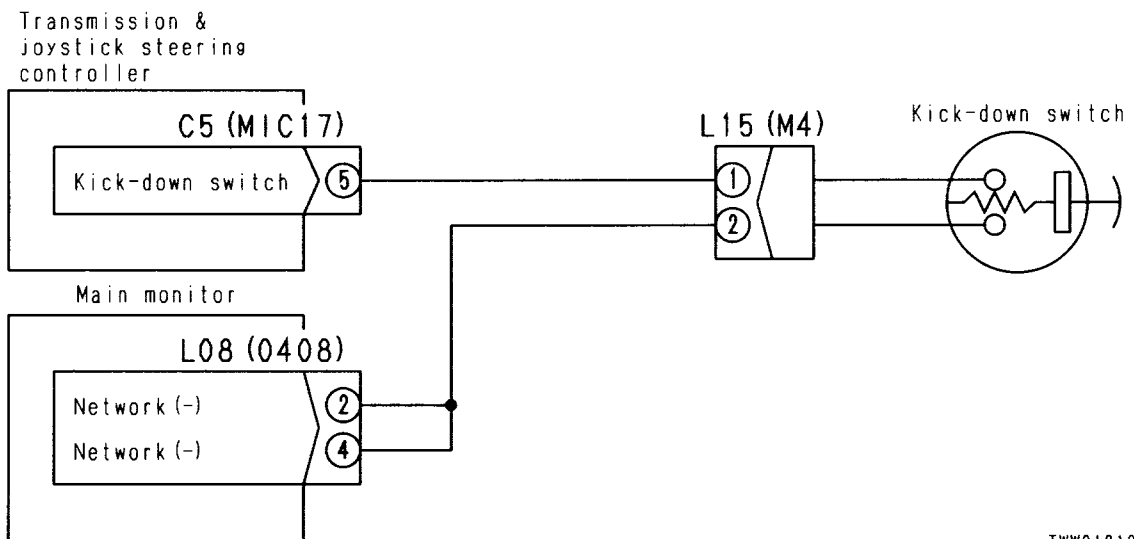 Transmission &
joystick steering
controller
C5 (MIC17)
Kick-down switch
5
L15 (M4)
1
2
Kick-down switch
Main monitor
L08 (0408)
Network (-)
2
Network (-)
4